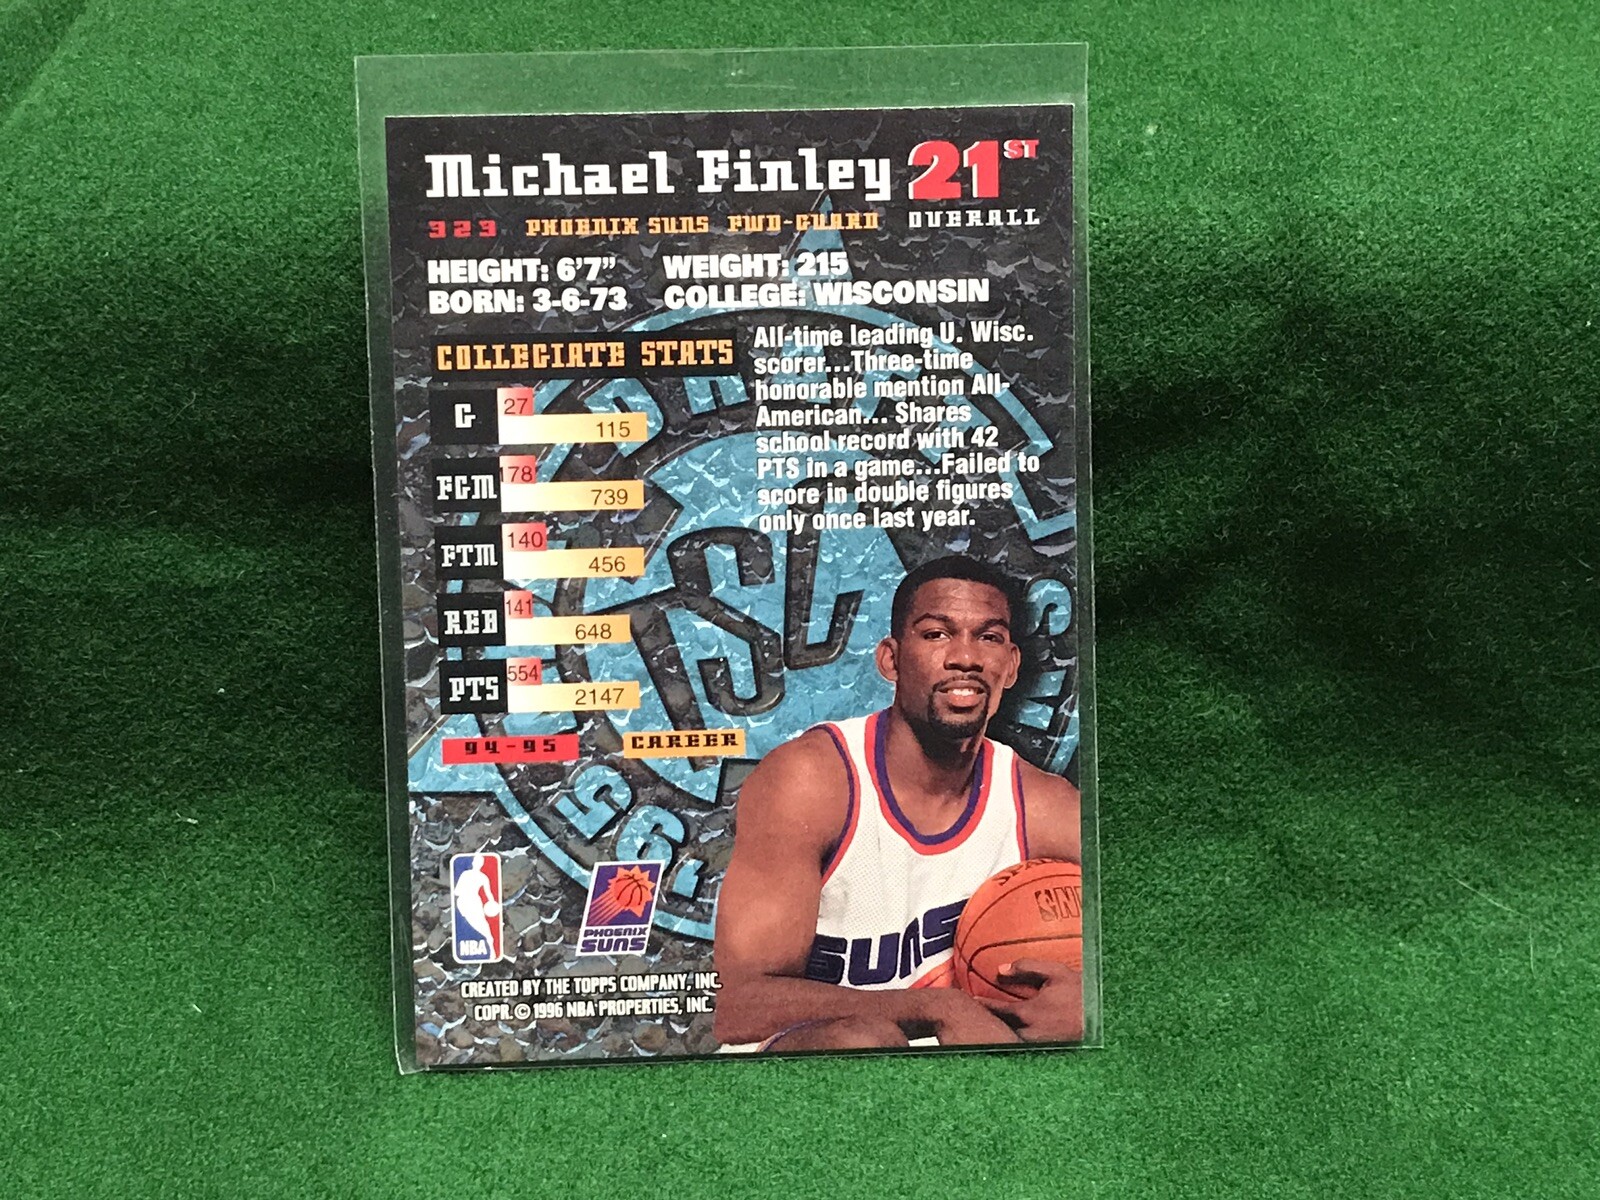 Michael Finley 21ST
323 PHOENIX SUNS FWD-GUARD OVERALL
HEIGHT: 6'7" WEIGHT: 215
BORN: 3-6-73 COLLEGE: WISCONSIN
COLLEGIATE STATS
G 27 115
FGM 178 739
FTM 140 456
REB 141 648
PTS 554 2147
94-95 CAREER
All-time leading U. Wisc.
scorer...Three-time
honorable mention All-
American... Shares
school record with 42
PTS in a game...Failed to
score in double figures
only once last year.
DRAFT
'95
NBA
PHOENIX
SUNS
SUNS
CREATED BY THE TOPPS COMPANY, INC.
COPR. © 1996 NBA PROPERTIES, INC.